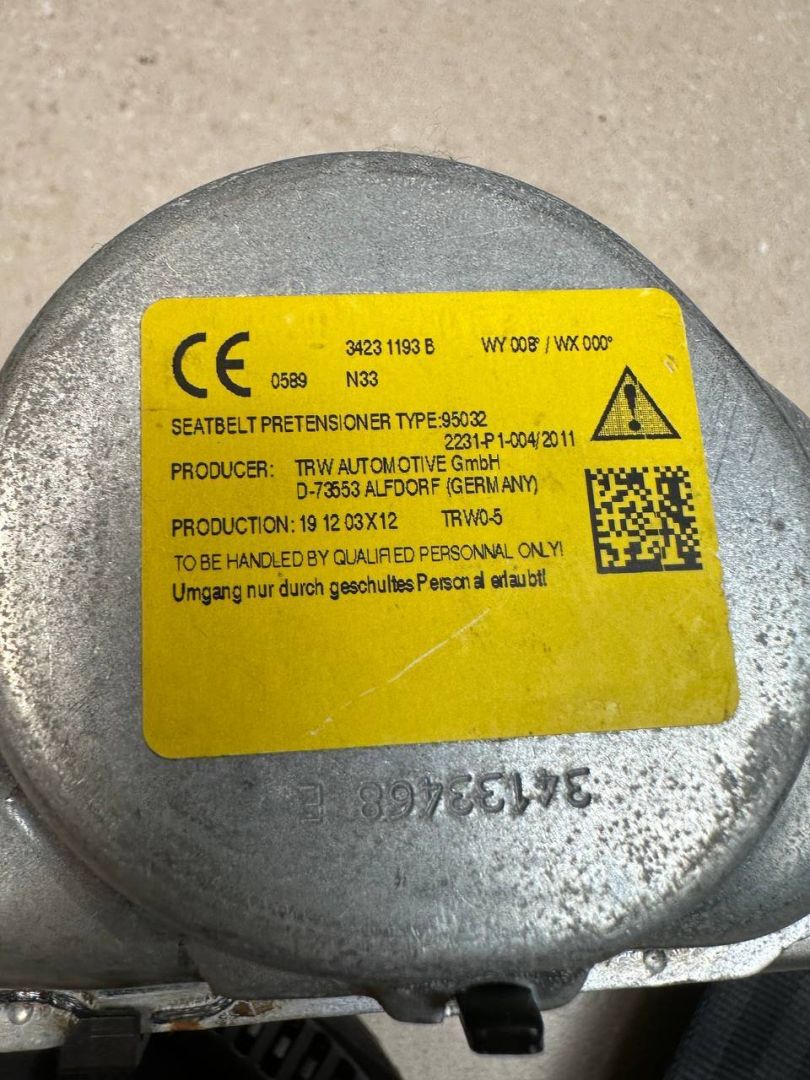 CE 0589
34231193 B WY 008° / WX 000°
N33
SEATBELT PRETENSIONER TYPE:95032
2231-P1-004/2011
PRODUCER: TRW AUTOMOTIVE GmbH
D-73553 ALFDORF (GERMANY)
PRODUCTION: 19 12 03X12 TRW0-5
TO BE HANDLED BY QUALIFIED PERSONNAL ONLY!
Umgang nur durch geschultes Personal erlaubt!
34133468 E